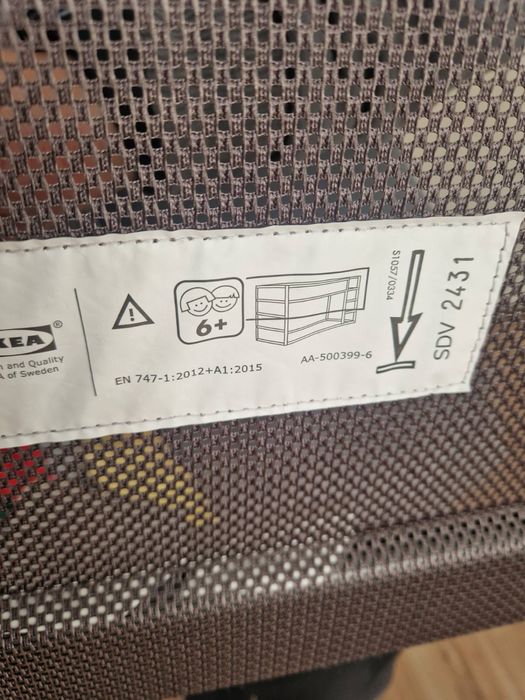 KEA®
n and Quality
A of Sweden
6+
EN 747-1:2012+A1:2015
AA-500399-6
S1057/0334
SDV 2431